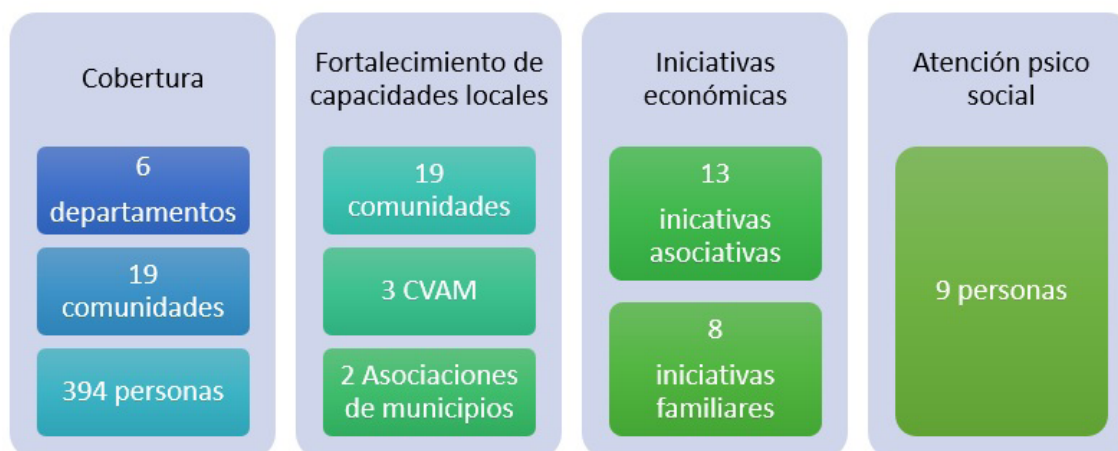 Cobertura
6
departamentos
19
comunidades
394 personas
Fortalecimiento de
capacidades locales
19
comunidades
3 CVAM
2 Asociaciones
de municipios
Iniciativas
económicas
13
inicativas
asociativas
8
iniciativas
familiares
Atención psico
social
9 personas